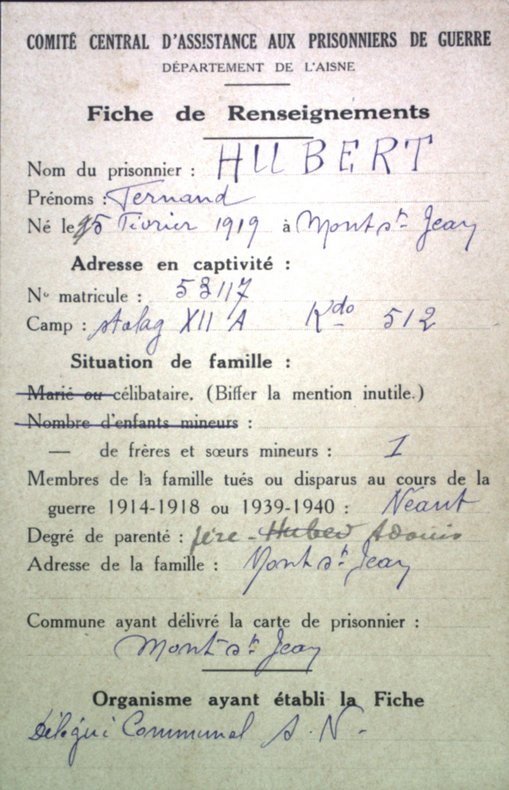 COMITÉ CENTRAL D'ASSISTANCE AUX PRISONNIERS DE GUERRE
DÉPARTEMENT DE L'AISNE
Fiche de Renseignements
Nom du prisonnier : HUBERT
Prénoms : Fernand
Né le 15 Février 1919 à Mont st Jean
Adresse en captivité :
No matricule : 53117
Camp : stalag XII A Kdo 512
Situation de famille :
Marié ou célibataire. (Biffer la mention inutile.)
Nombre d'enfants mineurs :
— de frères et sœurs mineurs : 1
Membres de la famille tués ou disparus au cours de la
guerre 1914-1918 ou 1939-1940 : Néant
Degré de parenté : père - Adonis
Adresse de la famille : Mont st Jean
Commune ayant délivré la carte de prisonnier :
Mont st Jean
Organisme ayant établi la Fiche
Délégué Communal S. N.